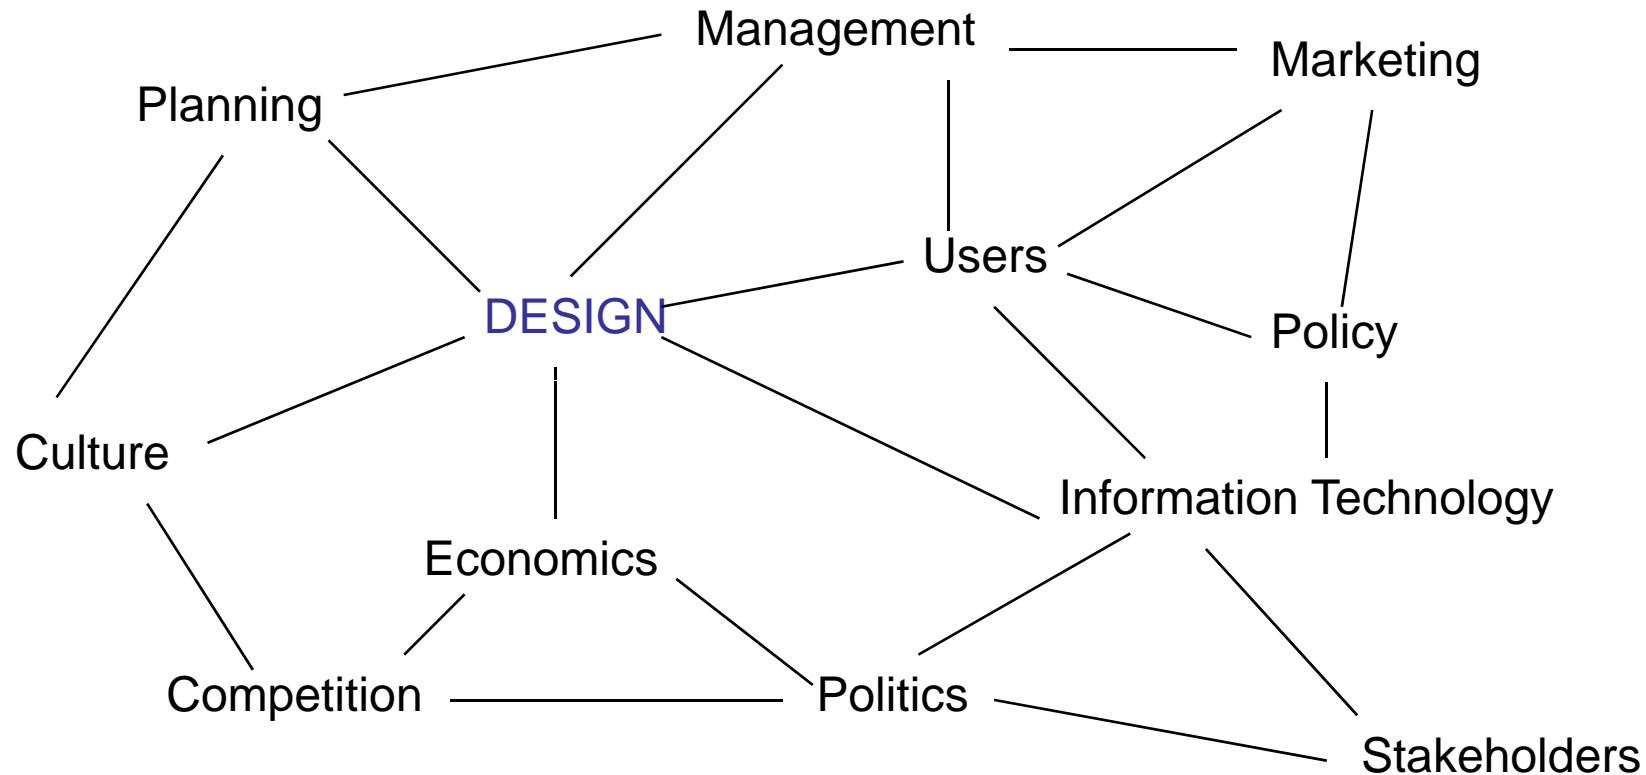 Management
Marketing
Planning
Users
DESIGN
Policy
Culture
Information Technology
Economics
Competition
Politics
Stakeholders